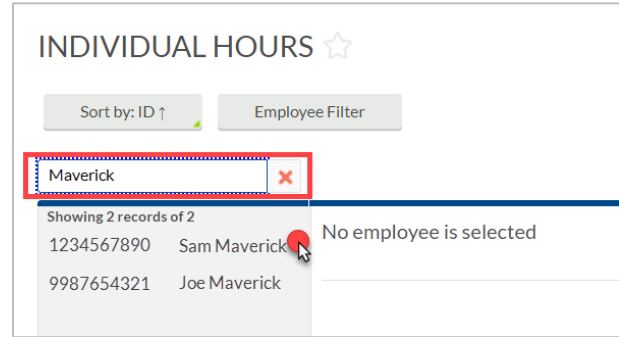 INDIVIDUAL HOURS
Sort by: ID ↑ Employee Filter
Maverick
Showing 2 records of 2
1234567890 Sam Maverick
No employee is selected
9987654321 Joe Maverick